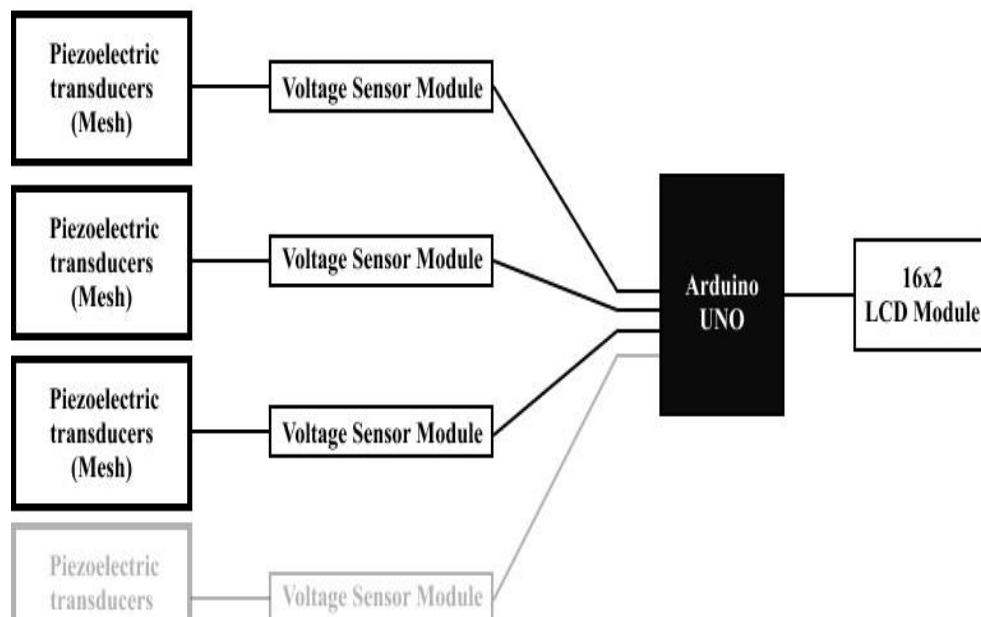 Piezoelectric
transducers
(Mesh)
Voltage Sensor Module
Piezoelectric
transducers
(Mesh)
Voltage Sensor Module
Arduino
UNO
16x2
LCD Module
Piezoelectric
transducers
(Mesh)
Voltage Sensor Module
Piezoelectric
transducers
Voltage Sensor Module